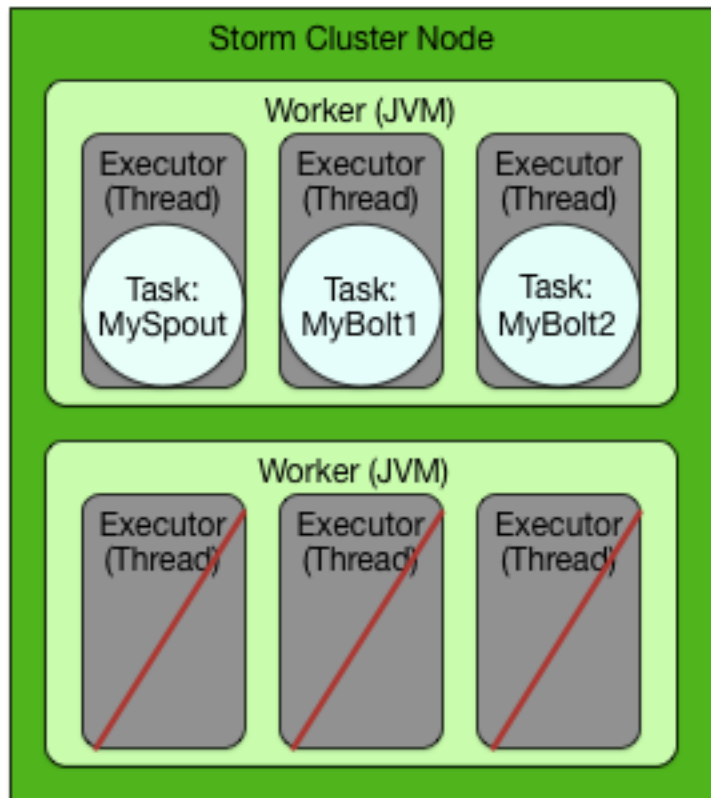 Storm Cluster Node
Worker (JVM)
Executor
(Thread)
Task:
MySpout
Executor
(Thread)
Task:
MyBolt1
Executor
(Thread)
Task:
MyBolt2
Worker (JVM)
Executor
(Thread)
Executor
(Thread)
Executor
(Thread)